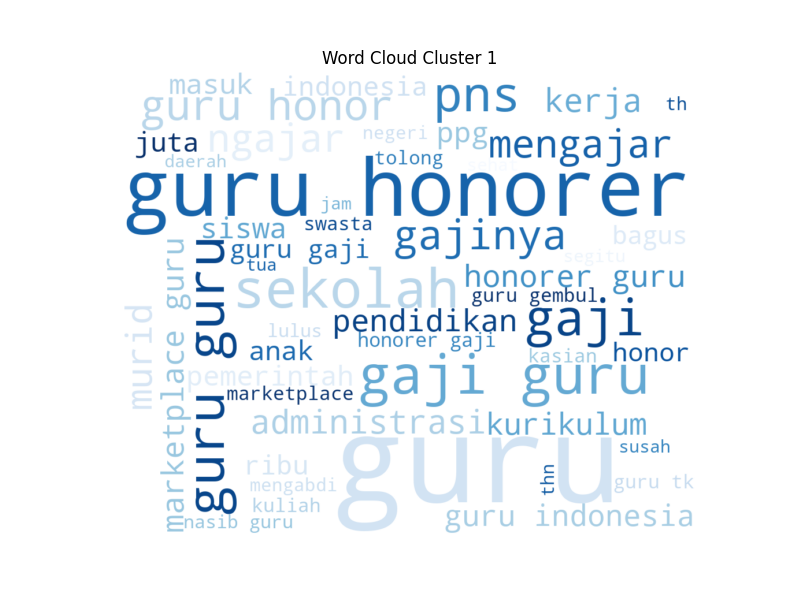 Word Cloud Cluster 1
masuk
indonesia
guru honor
pns
kerja
th
juta
ngajar
negeri
ppg
mengajar
daerah
tolong
guru honorer
jam
siswa
swasta
gajinya
bagus
guru gaji
segitu
tua
sekolah
honorer guru
guru gembul
marketplace guru
guru guru
murid
lulus
pendidikan
gaji
honorer gaji
anak
kasian
honor
pemerintah
gaji guru
marketplace
administrasi
kurikulum
guru
susah
ribu
mengabdi
thn
guru tk
kuliah
nasib guru
guru indonesia